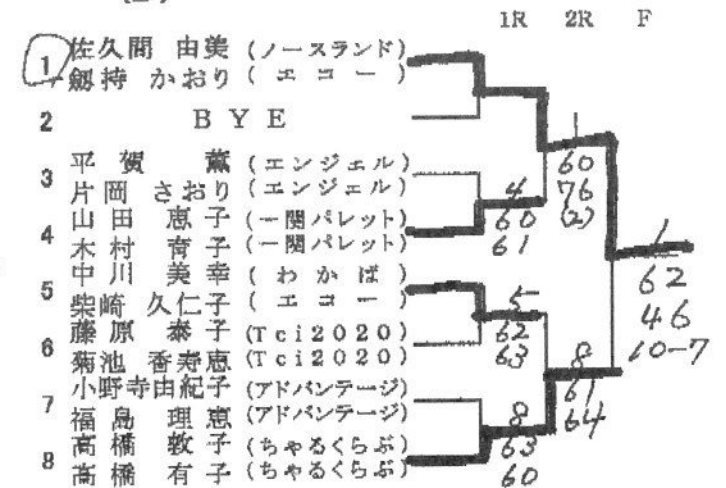 1R 2R F
1 佐久間 由美 (ノースランド)
剱持 かおり (エコー)
2 BYE
3 平賀 薫 (エンジェル)
片岡 さおり (エンジェル)
4 山田 恵子 (一関パレット)
木村 育子 (一関パレット)
5 中川 美幸 (わかば)
柴崎 久仁子 (エコー)
6 藤原 泰子 (Tci2020)
菊池 香寿恵 (Tci2020)
7 小野寺由紀子 (アドバンテージ)
福島 理恵 (アドバンテージ)
8 高橋 敦子 (ちゃるくらぶ)
高橋 有子 (ちゃるくらぶ)
4
60
61
5
62
63
8
63
60
1
60
76
(2)
8
61
64
1
62
46
10-7